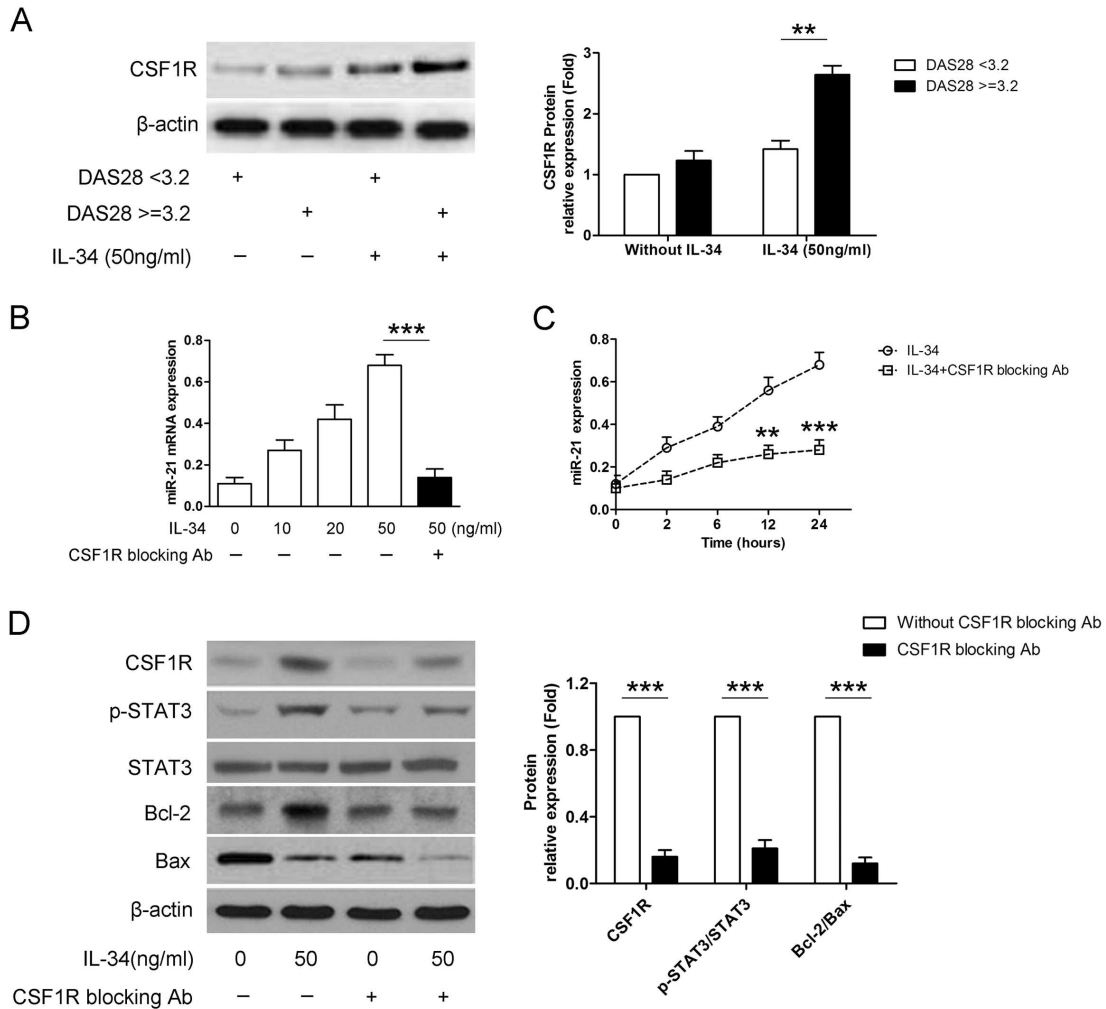 A
CSF1R
β-actin
DAS28 <3.2 + +
DAS28 >=3.2 + +
IL-34 (50ng/ml) – – + +
CSF1R Protein
relative expression (Fold)
3
2
1
0
**
Without IL-34 IL-34 (50ng/ml)
DAS28 <3.2
DAS28 >=3.2
B
miR-21 mRNA expression
0.8
0.6
0.4
0.2
0.0
***
IL-34 0 10 20 50 50 (ng/ml)
CSF1R blocking Ab – – – – +
C
miR-21 expression
0.8
0.6
0.4
0.2
0.0
** ***
0 2 6 12 24
Time (hours)
IL-34
IL-34+CSF1R blocking Ab
D
CSF1R
p-STAT3
STAT3
Bcl-2
Bax
β-actin
IL-34(ng/ml) 0 50 0 50
CSF1R blocking Ab – – + +
Without CSF1R blocking Ab
CSF1R blocking Ab
Protein
relative expression (Fold)
1.2
0.8
0.4
0.0
*** *** ***
CSF1R
p-STAT3/STAT3
Bcl-2/Bax